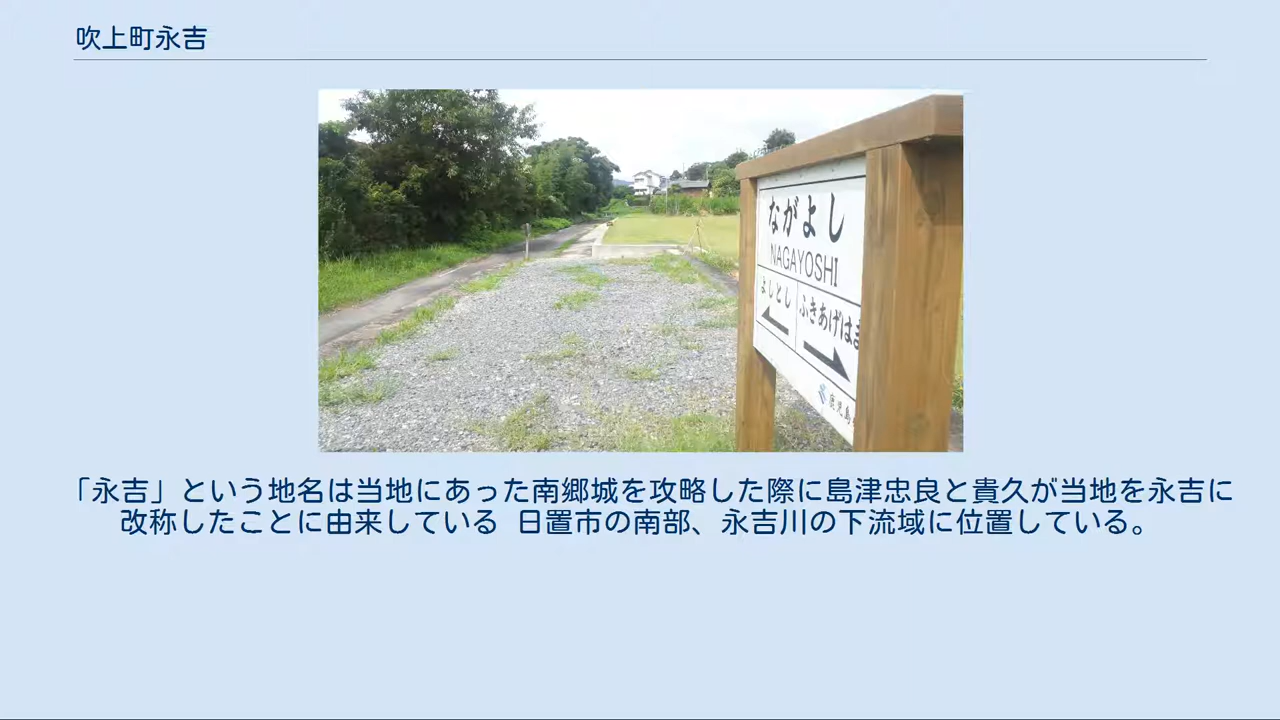 吹上町永吉
ながよし
NAGAYOSHI
よしとし
ふきあげはま
鹿児島
「永吉」という地名は当地にあった南郷城を攻略した際に島津忠良と貴久が当地を永吉に
改称したことに由来している 日置市の南部、永吉川の下流域に位置している。